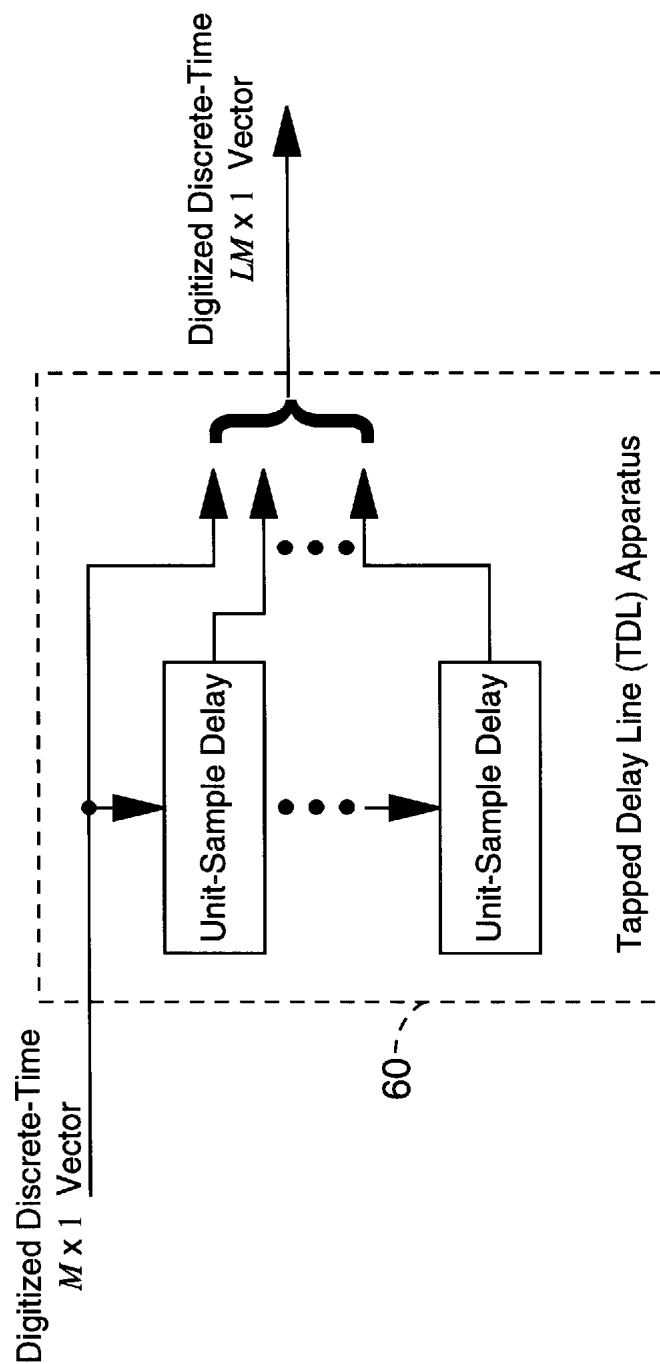 Digitized Discrete-Time
M x 1 Vector
Unit-Sample Delay
Unit-Sample Delay
Digitized Discrete-Time
LM x 1 Vector
60
Tapped Delay Line (TDL) Apparatus